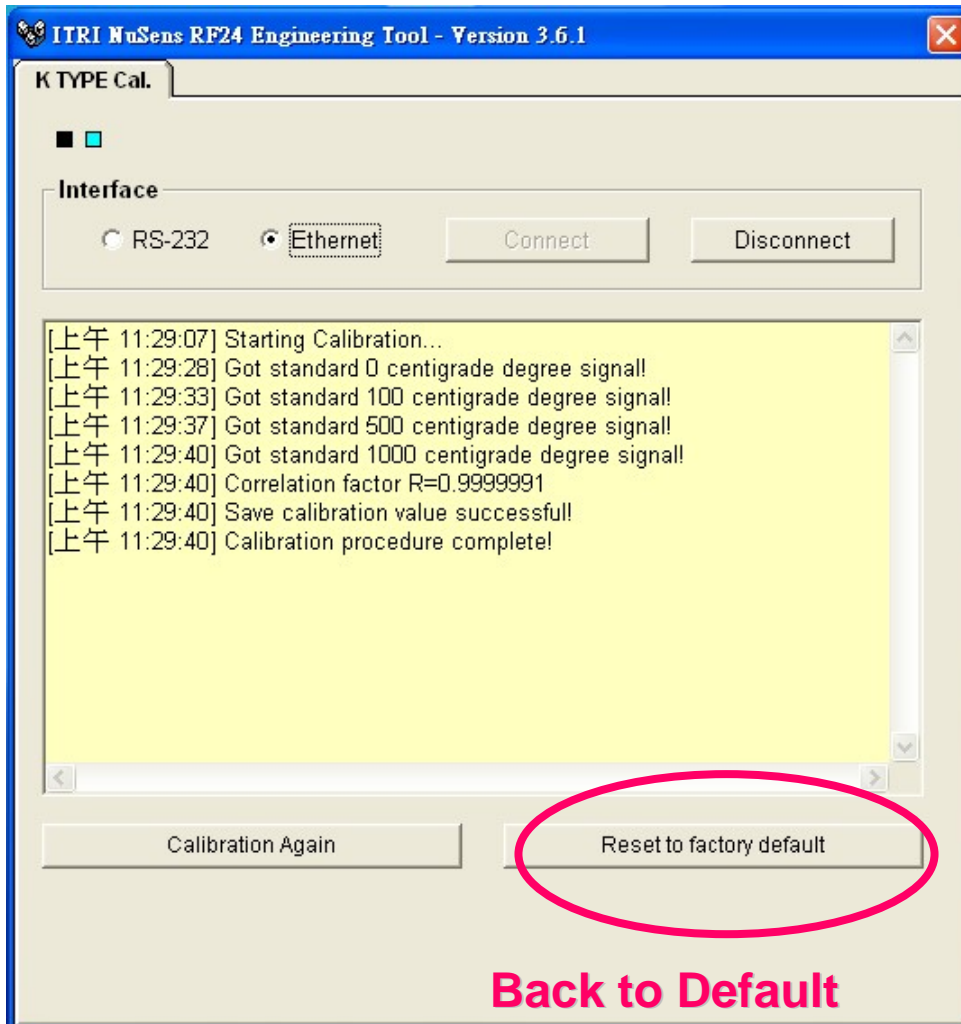 ITRI NuSens RF24 Engineering Tool - Version 3.6.1
K TYPE Cal.
Interface
RS-232 Ethernet Connect Disconnect
[上午 11:29:07] Starting Calibration...
[上午 11:29:28] Got standard 0 centigrade degree signal!
[上午 11:29:33] Got standard 100 centigrade degree signal!
[上午 11:29:37] Got standard 500 centigrade degree signal!
[上午 11:29:40] Got standard 1000 centigrade degree signal!
[上午 11:29:40] Correlation factor R=0.9999991
[上午 11:29:40] Save calibration value successful!
[上午 11:29:40] Calibration procedure complete!
Calibration Again Reset to factory default
Back to Default